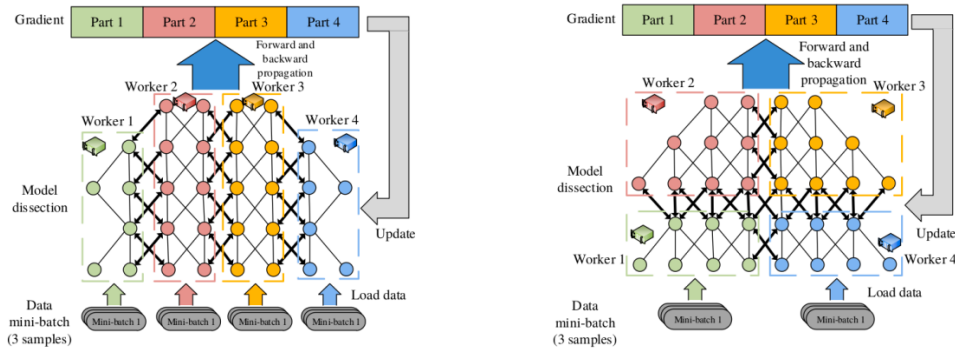 Gradient Part 1 Part 2 Part 3 Part 4
Forward and
backward
propagation
Worker 2
Worker 3
Worker 1
Worker 4
Model
dissection
Update
Load data
Data
mini-batch
(3 samples)
Mini-batch 1 Mini-batch 1 Mini-batch 1 Mini-batch 1
Gradient Part 1 Part 2 Part 3 Part 4
Forward and
backward
propagation
Worker 2
Worker 3
Model
dissection
Update
Worker 1
Worker 4
Load data
Data
mini-batch
(3 samples)
Mini-batch 1 Mini-batch 1